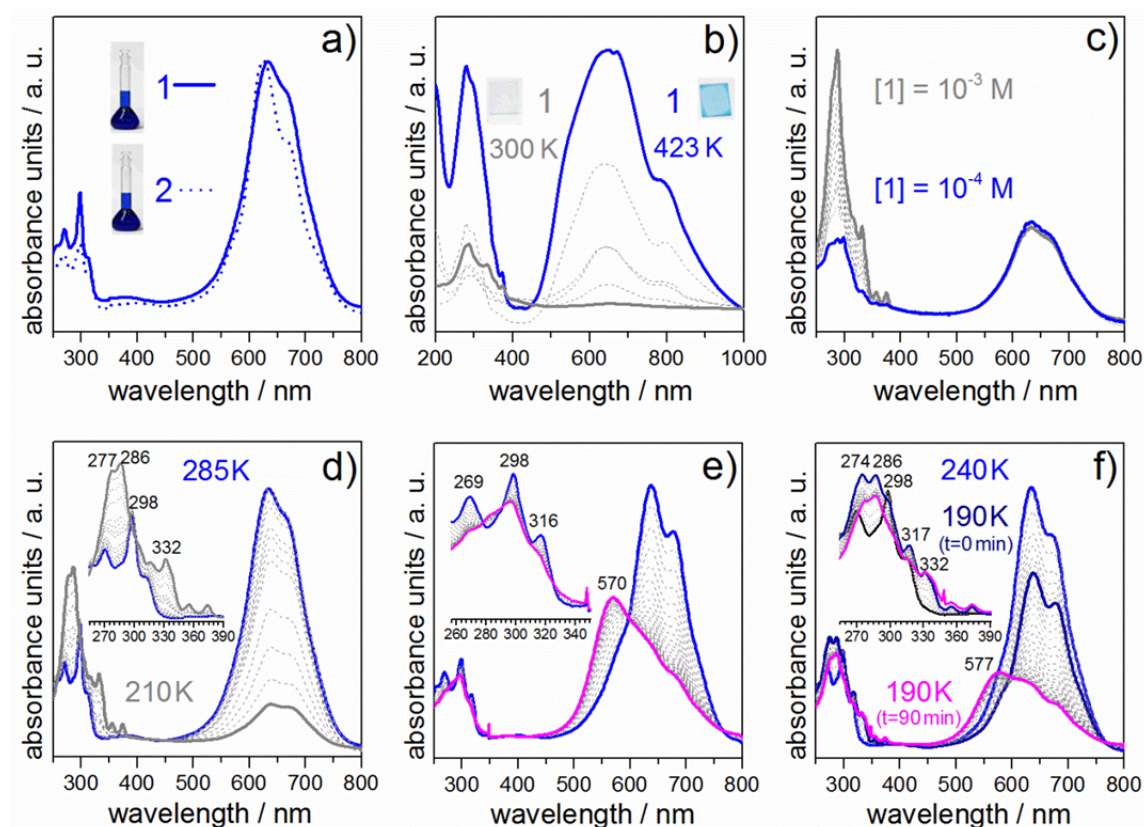 a)
1
2
absorbance units / a. u.
250 300 400 500 600 700 800
wavelength / nm
b)
1
300 K
1
423 K
absorbance units / a. u.
200 400 600 800 1000
wavelength / nm
c)
[1] = 10⁻³ M
[1] = 10⁻⁴ M
absorbance units / a. u.
250 300 400 500 600 700 800
wavelength / nm
d)
285K
277 286
298
332
270 300 330 360 390
210K
absorbance units / a. u.
250 300 400 500 600 700 800
wavelength / nm
e)
298
269
316
260 280 300 320 340
570
absorbance units / a. u.
250 300 400 500 600 700 800
wavelength / nm
f)
240K
274 286
298
190K
(t=0 min)
317
332
270 300 330 360 390
577
190K
(t=90 min)
absorbance units / a. u.
250 300 400 500 600 700 800
wavelength / nm